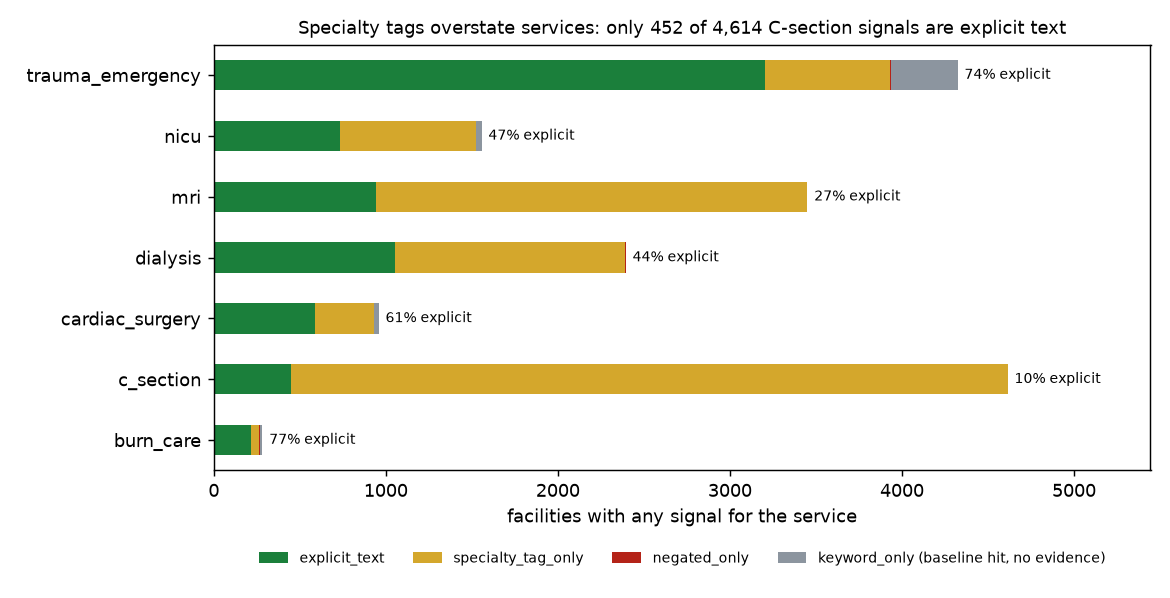 Specialty tags overstate services: only 452 of 4,614 C-section signals are explicit text
trauma_emergency 74% explicit
nicu 47% explicit
mri 27% explicit
dialysis 44% explicit
cardiac_surgery 61% explicit
c_section 10% explicit
burn_care 77% explicit
0 1000 2000 3000 4000 5000
facilities with any signal for the service
explicit_text specialty_tag_only negated_only keyword_only (baseline hit, no evidence)